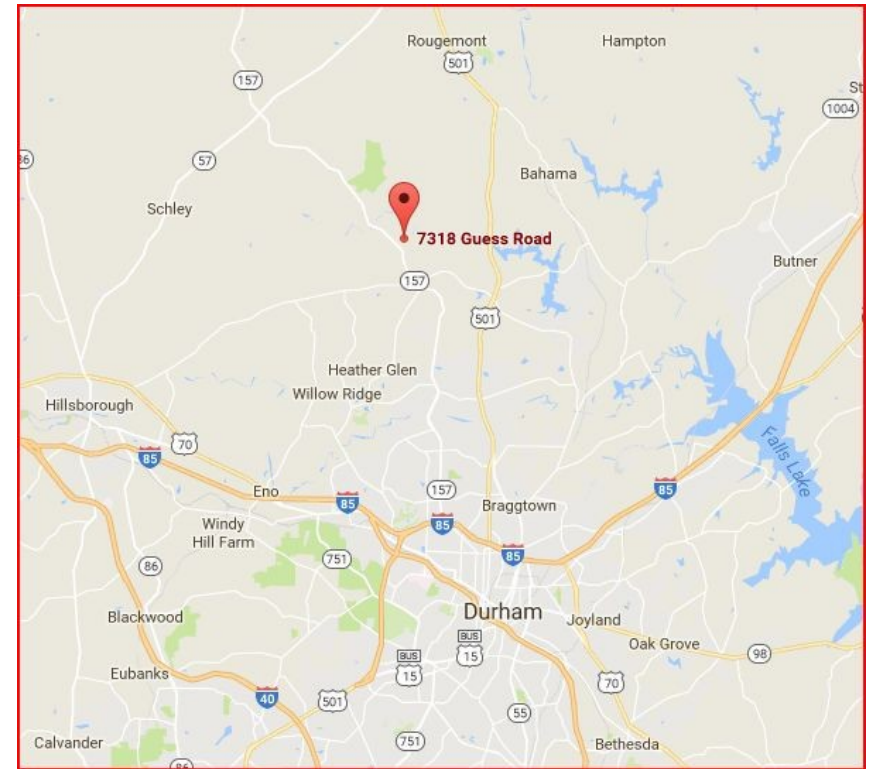 Rougemont
Hampton
501
157
St
1004
86
57
Bahama
Schley
7318 Guess Road
Butner
157
501
Heather Glen
Willow Ridge
Hillsborough
70
85
Falls Lake
Eno
85
157
85
Braggtown
85
85
Windy
Hill Farm
751
86
Durham
Blackwood
Joyland
Oak Grove
98
BUS
15
BUS
15
Eubanks
40
501
70
55
Calvander
751
Bethesda
86